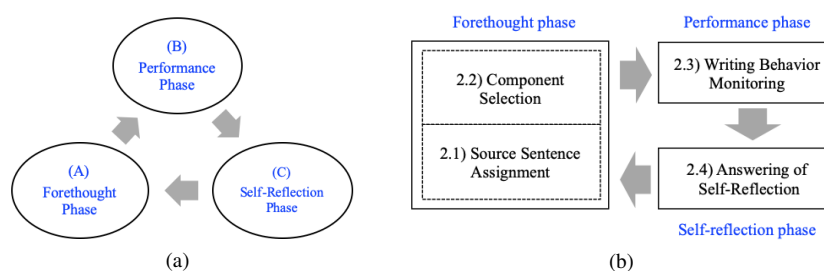 (B)
Performance
Phase
(A)
Forethought
Phase
(C)
Self-Reflection
Phase
(a)
Forethought phase
2.2) Component
Selection
2.1) Source Sentence
Assignment
Performance phase
2.3) Writing Behavior
Monitoring
2.4) Answering of
Self-Reflection
Self-reflection phase
(b)